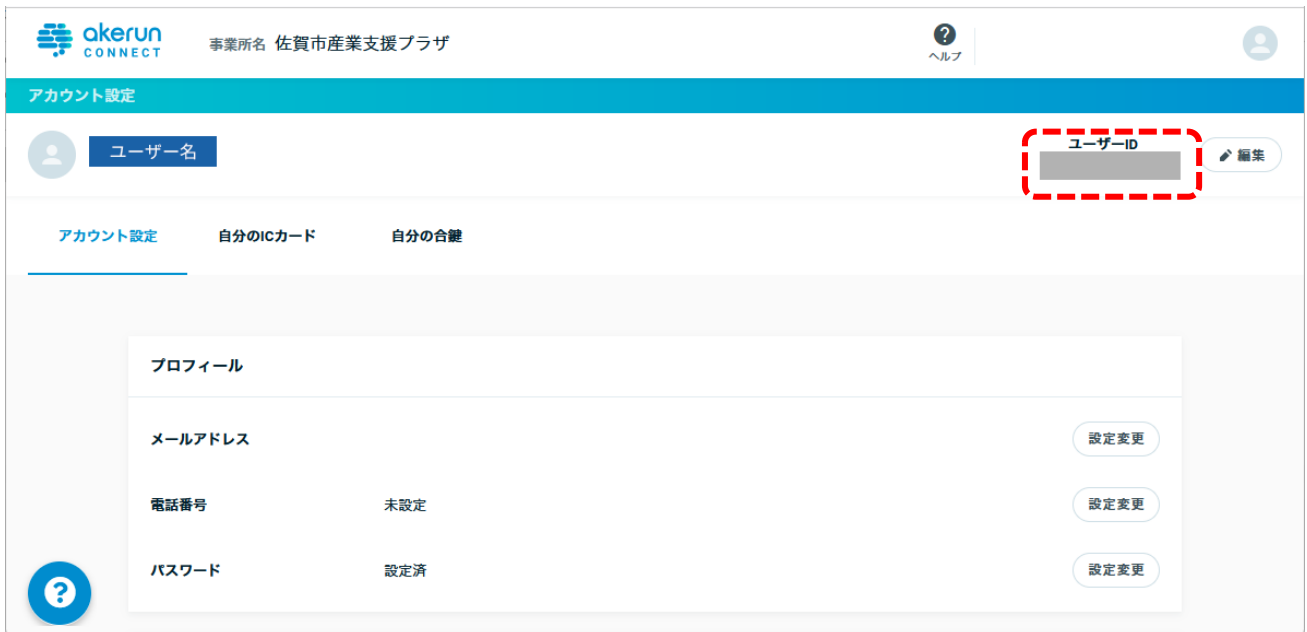 akerun
CONNECT
事業所名 佐賀市産業支援プラザ
ヘルプ
アカウント設定
ユーザー名
ユーザーID
編集
アカウント設定 自分のICカード 自分の合鍵
プロフィール
メールアドレス 設定変更
電話番号 未設定 設定変更
パスワード 設定済 設定変更